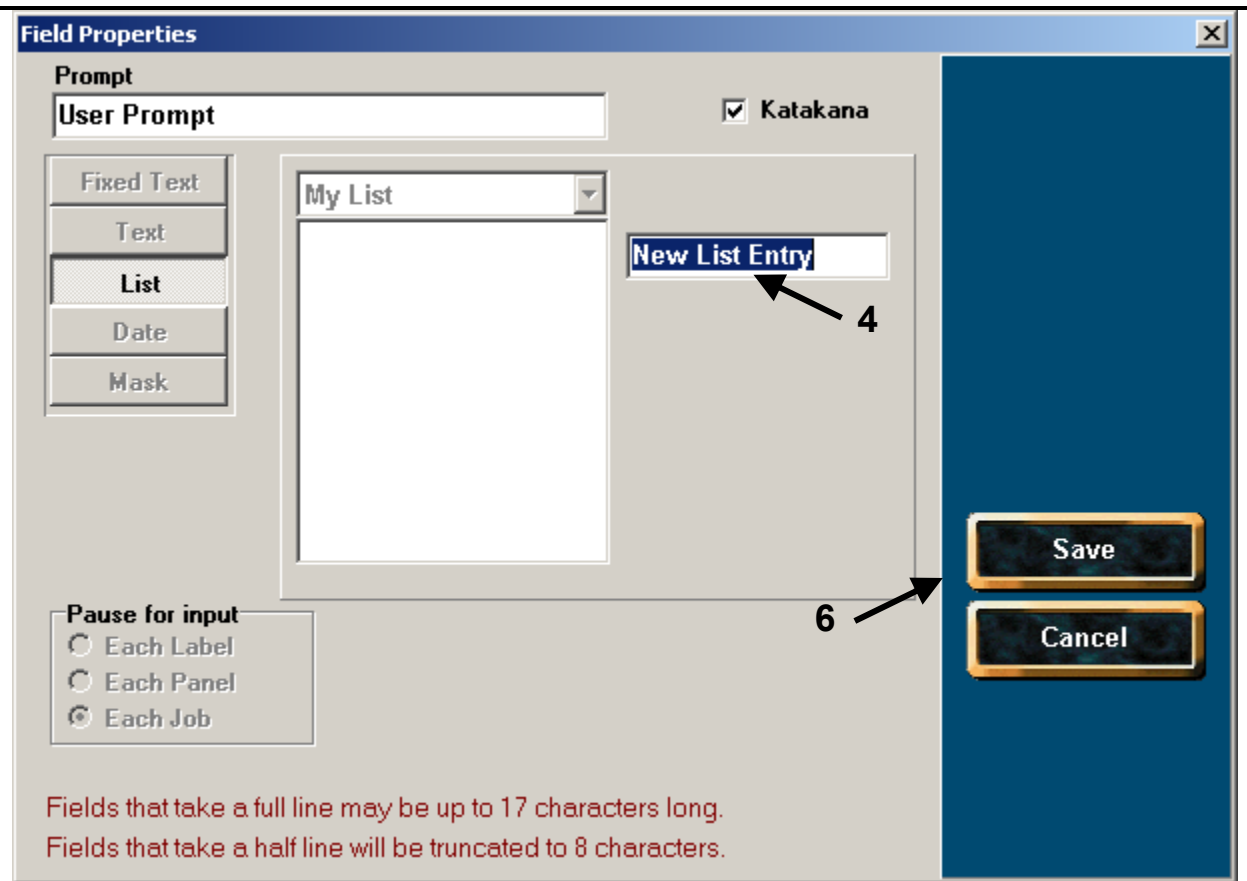 Field Properties
Prompt
User Prompt
Katakana
Fixed Text
Text
List
Date
Mask
My List
New List Entry
4
Save
6
Cancel
Pause for input
Each Label
Each Panel
Each Job
Fields that take a full line may be up to 17 characters long.
Fields that take a half line will be truncated to 8 characters.